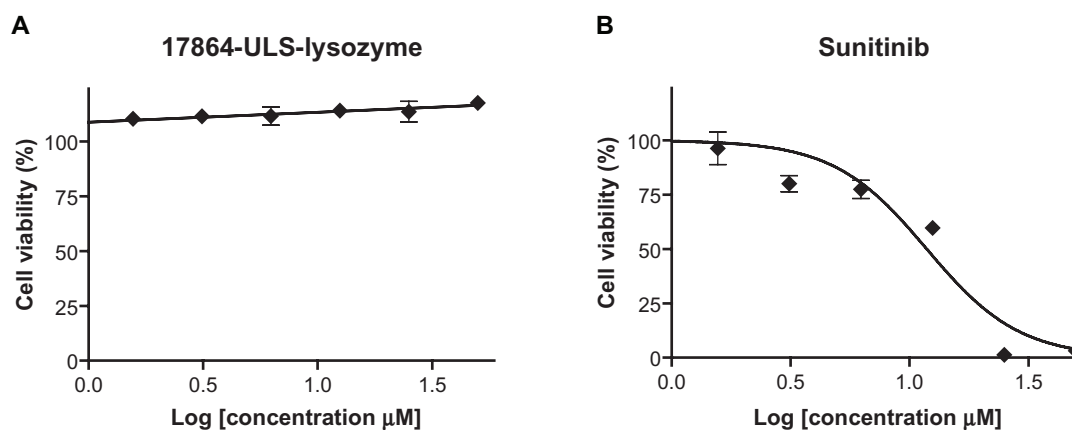 A
17864-ULS-lysozyme
Cell viability (%)
100
75
50
25
0
0.0 0.5 1.0 1.5
Log [concentration μM]
B
Sunitinib
Cell viability (%)
100
75
50
25
0
0.0 0.5 1.0 1.5
Log [concentration μM]